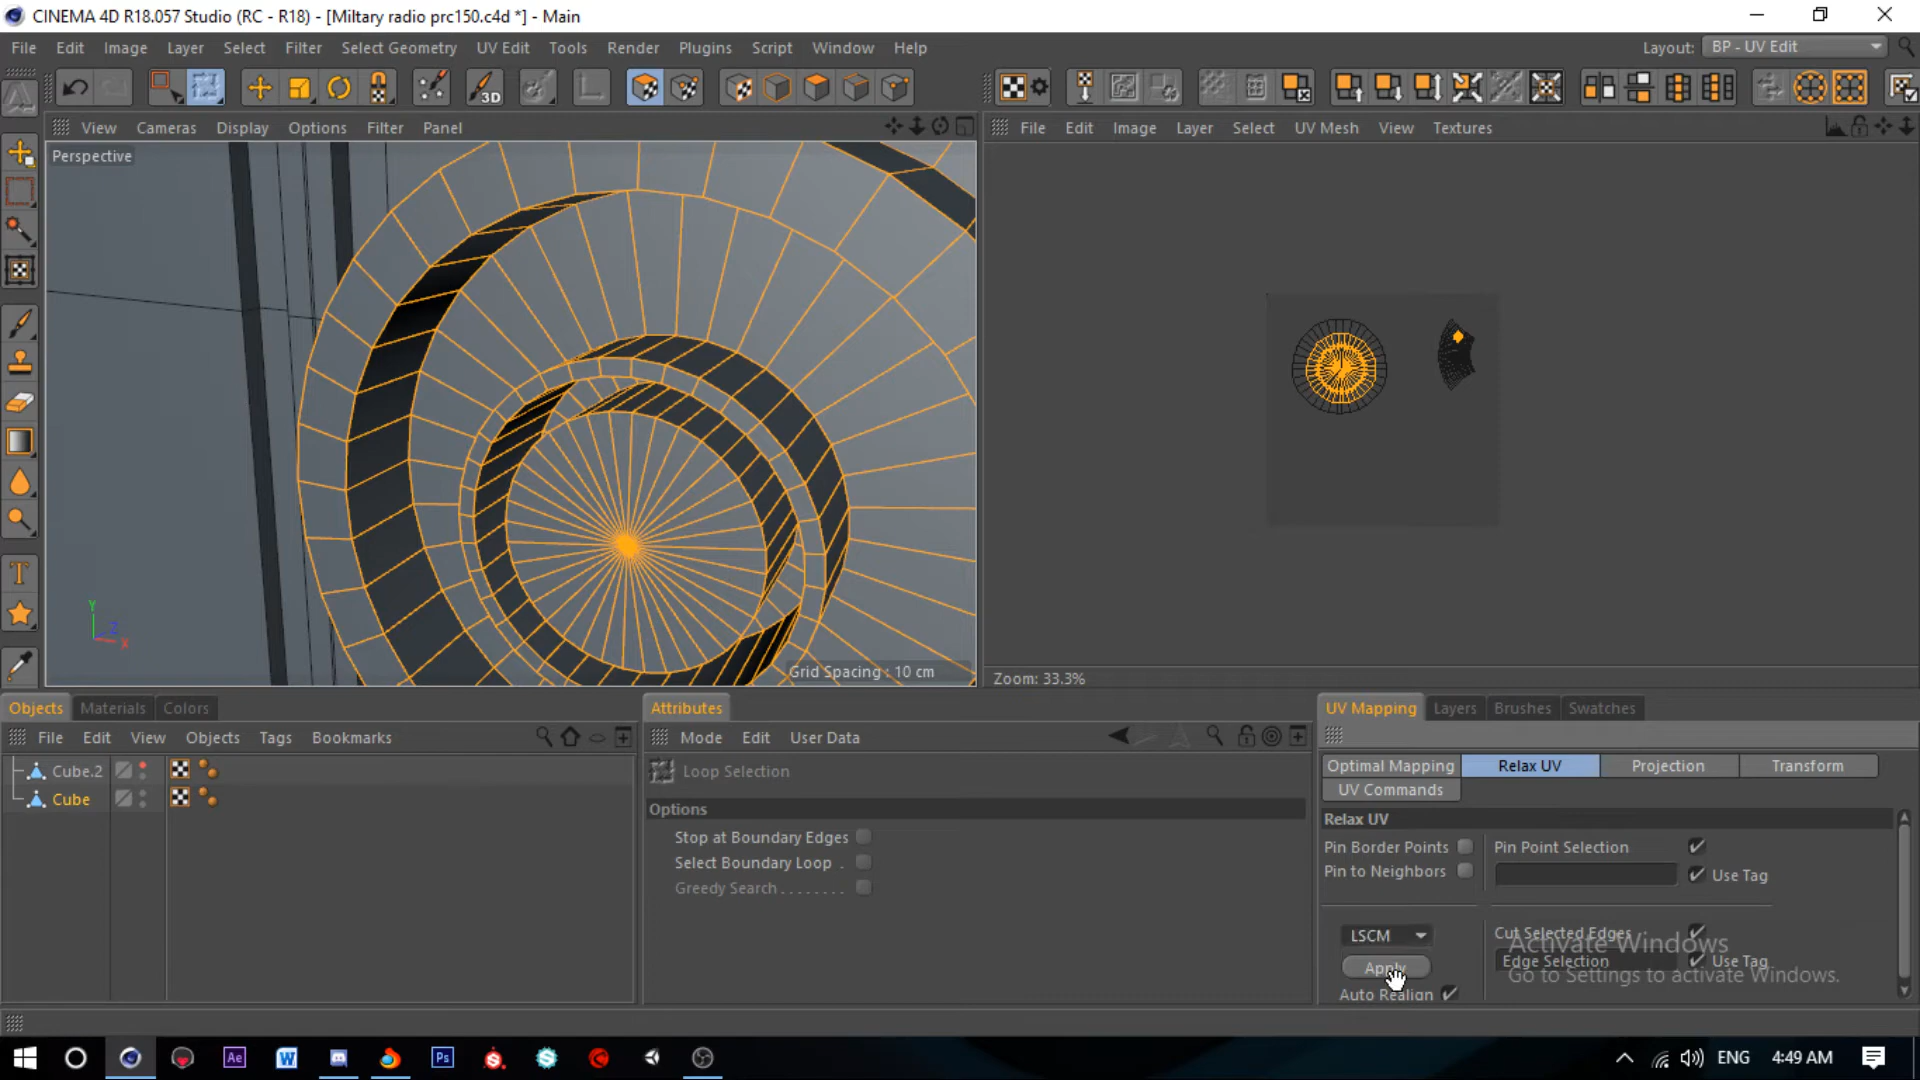 CINEMA 4D R18.057 Studio (RC - R18) - [Miltary radio prc150.c4d *] - Main
File Edit Image Layer Select Filter Select Geometry UV Edit Tools Render Plugins Script Window Help Layout: BP - UV Edit
3D
View Cameras Display Options Filter Panel
File Edit Image Layer Select UV Mesh View Textures
Perspective
Y
Z
X
Grid Spacing : 10 cm
Zoom: 33.3%
Objects Materials Colors
Attributes
UV Mapping Layers Brushes Swatches
File Edit View Objects Tags Bookmarks
Mode Edit User Data
Cube.2
Cube
Loop Selection
Options
Stop at Boundary Edges
Select Boundary Loop .
Greedy Search . . . . . . . .
Optimal Mapping Relax UV Projection Transform
UV Commands
Relax UV
Pin Border Points Pin Point Selection
Pin to Neighbors Use Tag
LSCM Cut Selected Edges
Apply Edge Selection Use Tag
Auto Realign
Activate Windows
Go to Settings to activate Windows.
Ae
W
Ps
ENG 4:49 AM